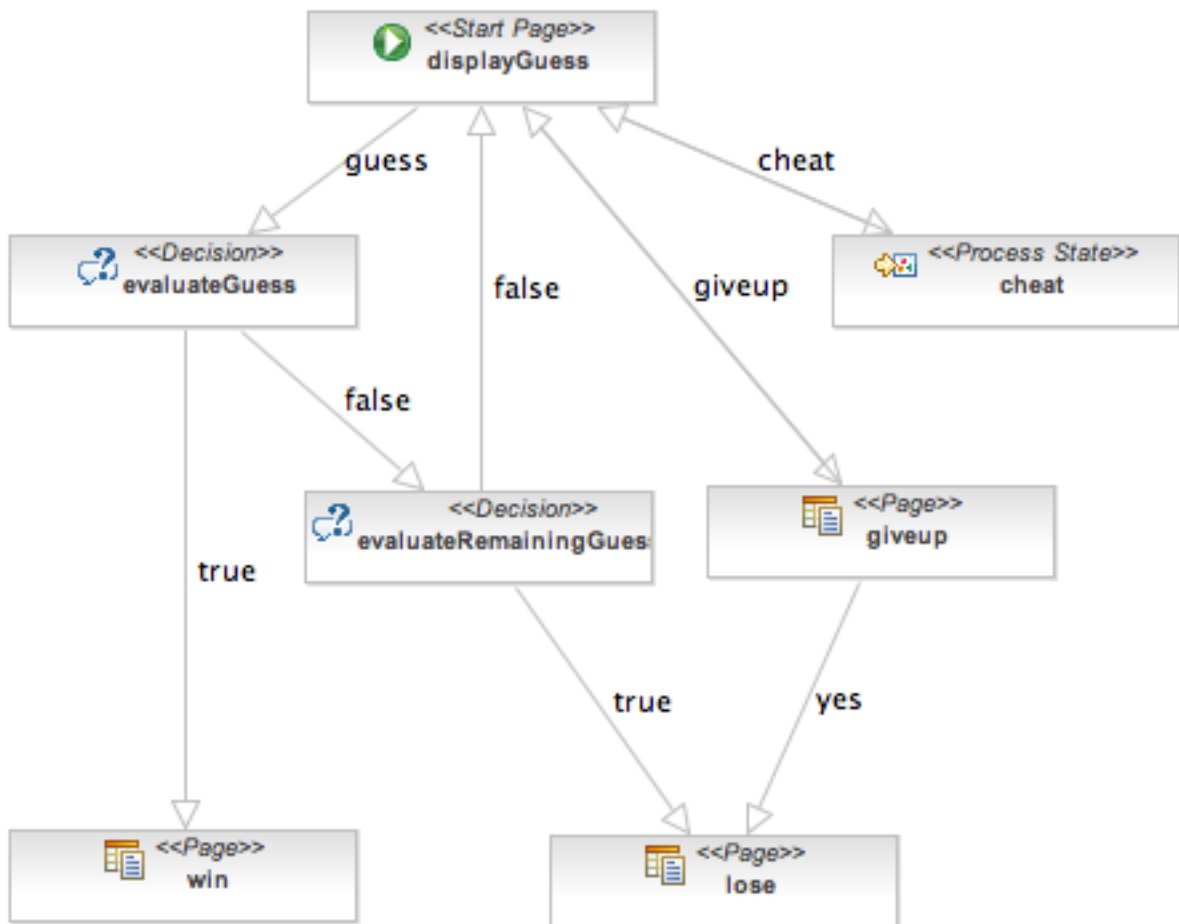 <<Start Page>>
displayGuess
guess
cheat
<<Decision>>
evaluateGuess
false
giveup
<<Process State>>
cheat
false
<<Decision>>
evaluateRemainingGues
<<Page>>
giveup
true
true
yes
<<Page>>
win
<<Page>>
lose